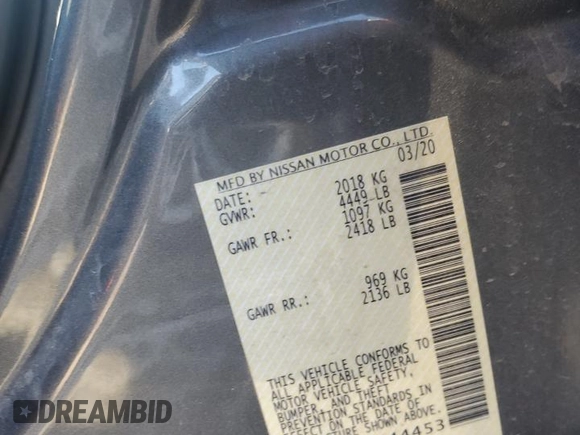 MFD BY NISSAN MOTOR CO., LTD.
DATE: 03/20
GVWR: 2018 KG
4449 LB
GAWR FR.: 1097 KG
2418 LB
GAWR RR.: 969 KG
2136 LB
THIS VEHICLE CONFORMS TO
ALL APPLICABLE FEDERAL
MOTOR VEHICLE SAFETY,
BUMPER, AND THEFT
PREVENTION STANDARDS IN
EFFECT ON THE DATE OF
SHOWN ABOVE.
4453
DREAMBID